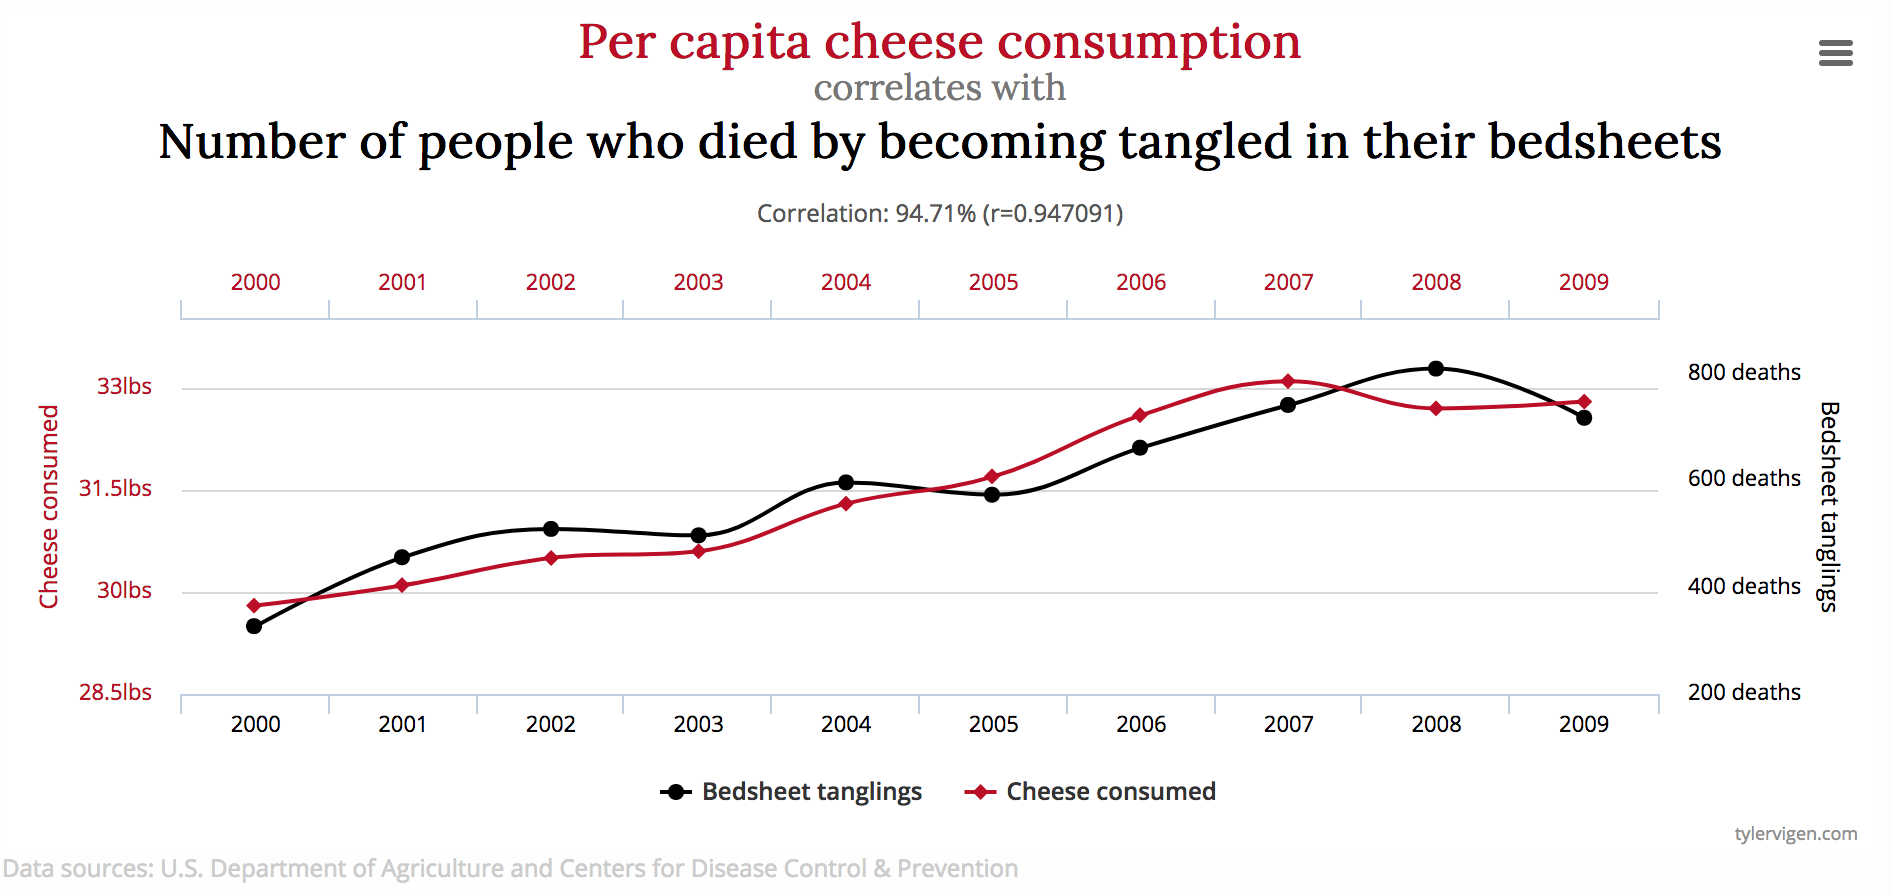 Per capita cheese consumption
correlates with
Number of people who died by becoming tangled in their bedsheets
Correlation: 94.71% (r=0.947091)
2000 2001 2002 2003 2004 2005 2006 2007 2008 2009
Cheese consumed
33lbs
31.5lbs
30lbs
28.5lbs
800 deaths
600 deaths
400 deaths
200 deaths
Bedsheet tanglings
2000 2001 2002 2003 2004 2005 2006 2007 2008 2009
Bedsheet tanglings Cheese consumed
tylervigen.com
Data sources: U.S. Department of Agriculture and Centers for Disease Control & Prevention